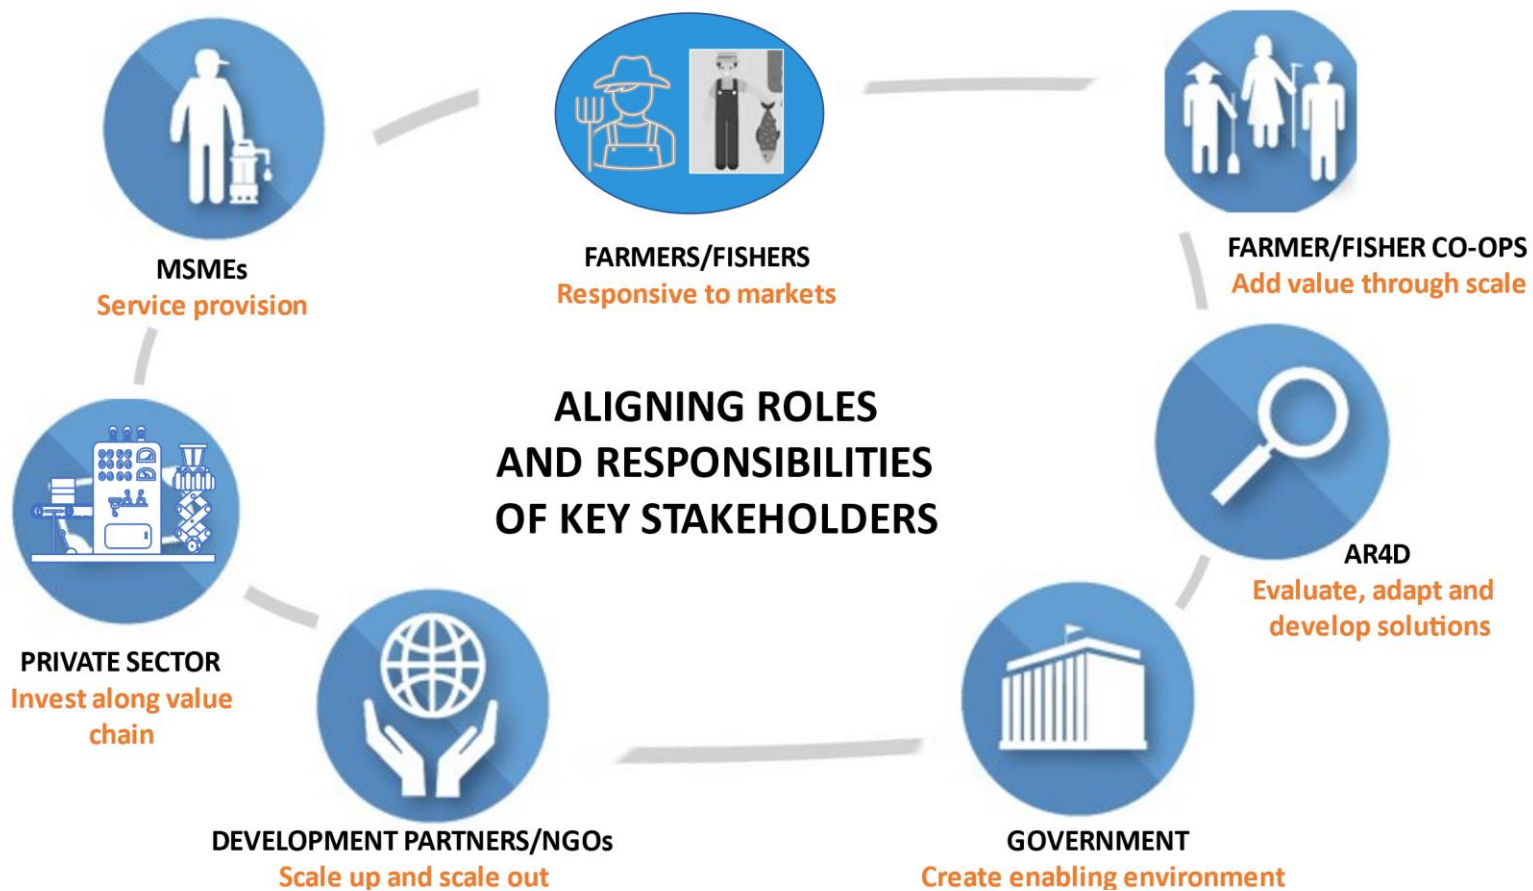 MSMEs
Service provision
FARMERS/FISHERS
Responsive to markets
FARMER/FISHER CO-OPS
Add value through scale
ALIGNING ROLES
AND RESPONSIBILITIES
OF KEY STAKEHOLDERS
AR4D
Evaluate, adapt and
develop solutions
PRIVATE SECTOR
Invest along value
chain
DEVELOPMENT PARTNERS/NGOs
Scale up and scale out
GOVERNMENT
Create enabling environment